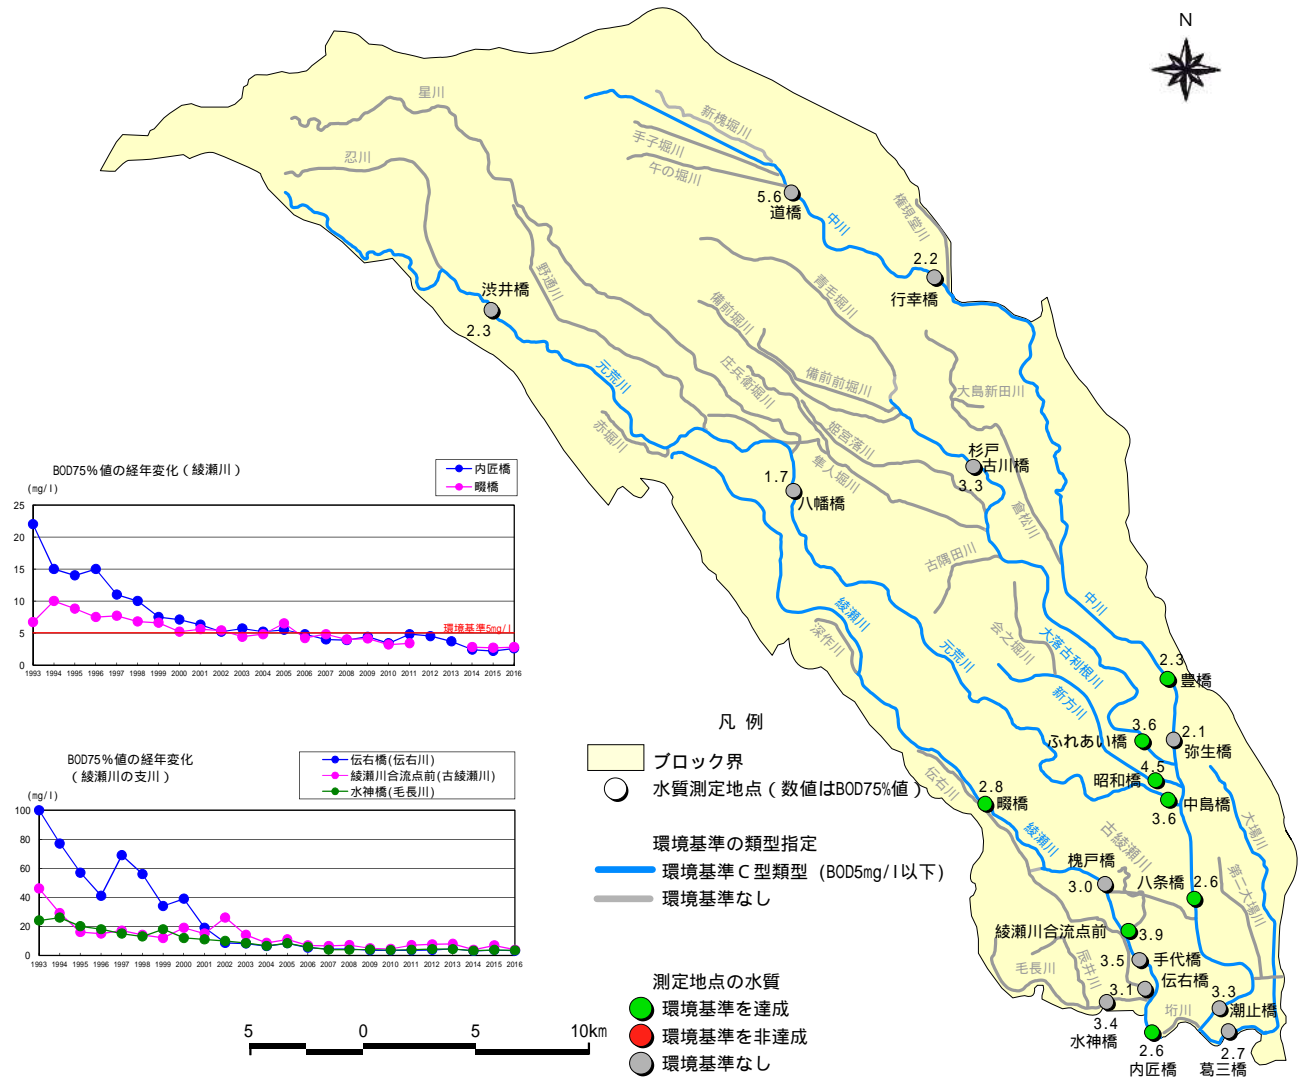 N
星川
忍川
新槐堀川
手子堀川
午の堀川
5.6
道橋
中川
権現堂川
2.2
行幸橋
渋井橋
2.3
野通川
青毛堀川
備前堀川
庄兵衛堀川
備前前堀川
大島新田川
元荒川
赤堀川
姫宮落川
隼人堀川
杉戸
古川橋
3.3
倉松川
1.7
八幡橋
古隅田川
綾瀬川
深作川
元荒川
会之堀川
大落古利根川
新方川
中川
2.3
豊橋
3.6
ふれあい橋
2.1
弥生橋
4.5
昭和橋
中島橋
3.6
伝右川
2.8
畷橋
綾瀬川
古綾瀬川
大場川
第二大場川
槐戸橋
3.0
八条橋
2.6
綾瀬川合流点前
3.9
3.5
手代橋
毛長川
辰井川
3.1
伝右橋
3.4
水神橋
垳川
3.3
潮止橋
2.6
内匠橋
2.7
葛三橋
BOD75%値の経年変化(綾瀬川)
(mg/l)
内匠橋
畷橋
25
20
15
10
5
0
環境基準5mg/l
1993 1994 1995 1996 1997 1998 1999 2000 2001 2002 2003 2004 2005 2006 2007 2008 2009 2010 2011 2012 2013 2014 2015 2016
BOD75%値の経年変化
(綾瀬川の支川)
(mg/l)
伝右橋(伝右川)
綾瀬川合流点前(古綾瀬川)
水神橋(毛長川)
100
80
60
40
20
0
1993 1994 1995 1996 1997 1998 1999 2000 2001 2002 2003 2004 2005 2006 2007 2008 2009 2010 2011 2012 2013 2014 2015 2016
凡 例
ブロック界
水質測定地点(数値はBOD75%値)
環境基準の類型指定
環境基準C型類型 (BOD5mg/l以下)
環境基準なし
測定地点の水質
環境基準を達成
環境基準を非達成
環境基準なし
5 0 5 10km